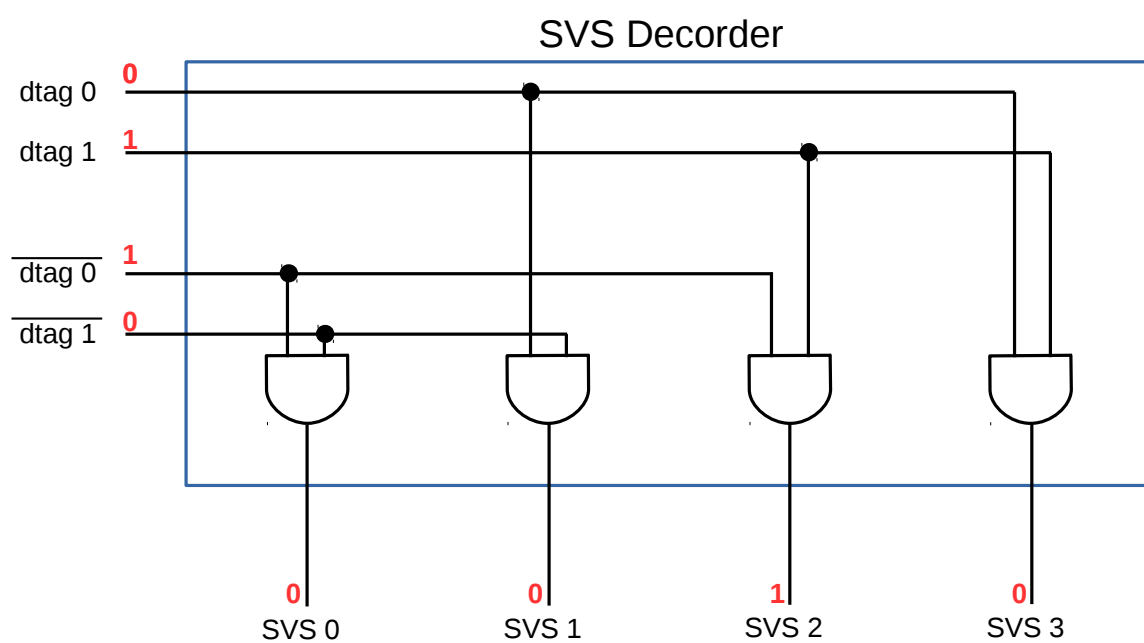 SVS Decorder
0
dtag 0
1
dtag 1
1
dtag 0
0
dtag 1
0 0 1 0
SVS 0 SVS 1 SVS 2 SVS 3